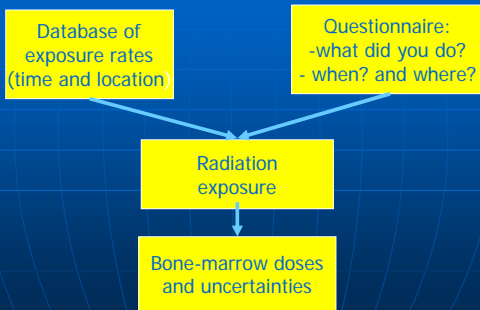 Database of
exposure rates
(time and location)
Questionnaire:
-what did you do?
- when? and where?
Radiation
exposure
Bone-marrow doses
and uncertainties